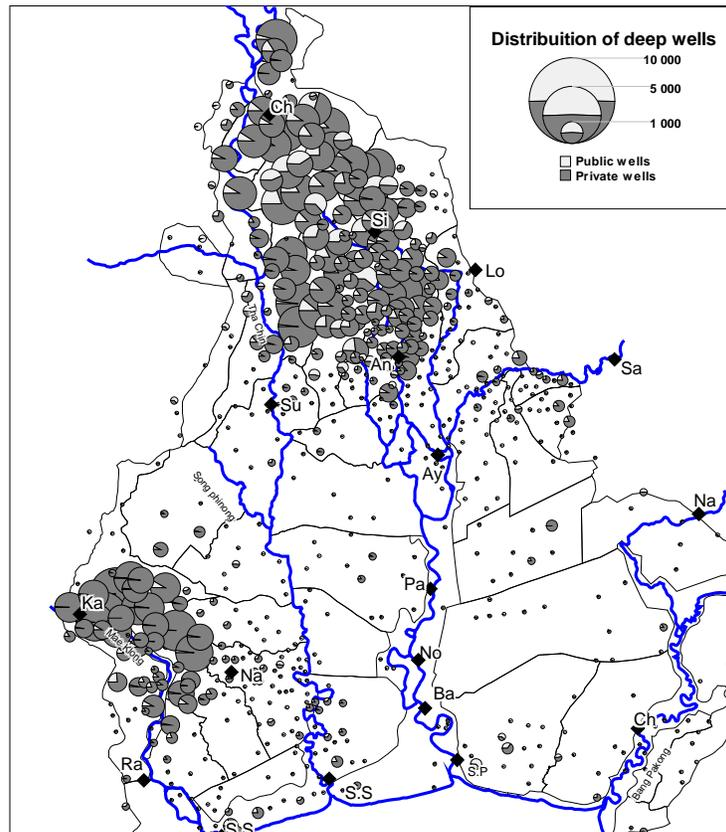 Distribuition of deep wells
10 000
5 000
1 000
Public wells
Private wells
Ch
Si
Lo
Tha Chin
An
Sa
Su
Ay
Song phinong
Na
Pa
Ka
Mae Klong
No
Na
Ba
Ch
S.P
Bang Pakong
Ra
S.S
S.S